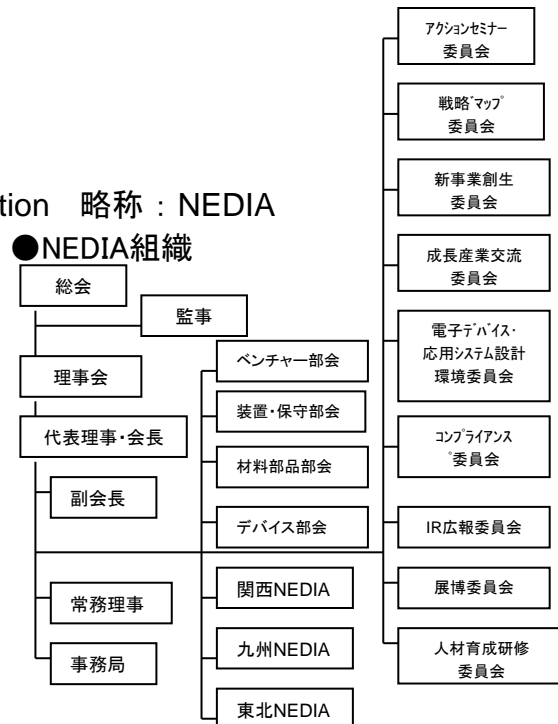 tion 略称：NEDIA
●NEDIA組織
総会
監事
理事会
代表理事・会長
副会長
常務理事
事務局
ベンチャー部会
装置・保守部会
材料部品部会
デバイス部会
関西NEDIA
九州NEDIA
東北NEDIA
ｱｸｼｮﾝｾﾐﾅｰ
委員会
戦略ﾞﾏｯﾌﾟ
委員会
新事業創生
委員会
成長産業交流
委員会
電子ﾃﾞﾊﾞｲｽ･
応用ｼｽﾃﾑ設計
環境委員会
ｺﾝﾌﾟﾗｲｱﾝｽ
ﾟ委員会
IR広報委員会
展博委員会
人材育成研修
委員会